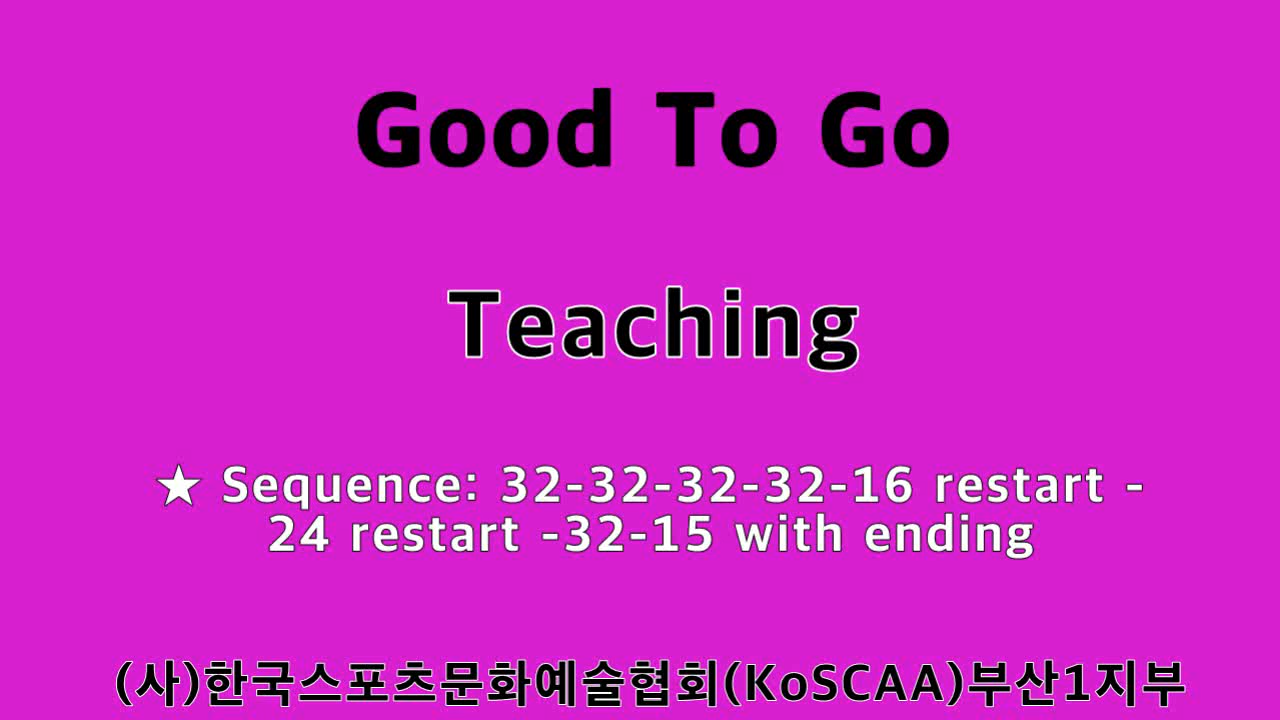 Good To Go
Teaching
★ Sequence: 32-32-32-32-16 restart -
24 restart -32-15 with ending
(사)한국스포츠문화예술협회(KoSCAA)부산1지부